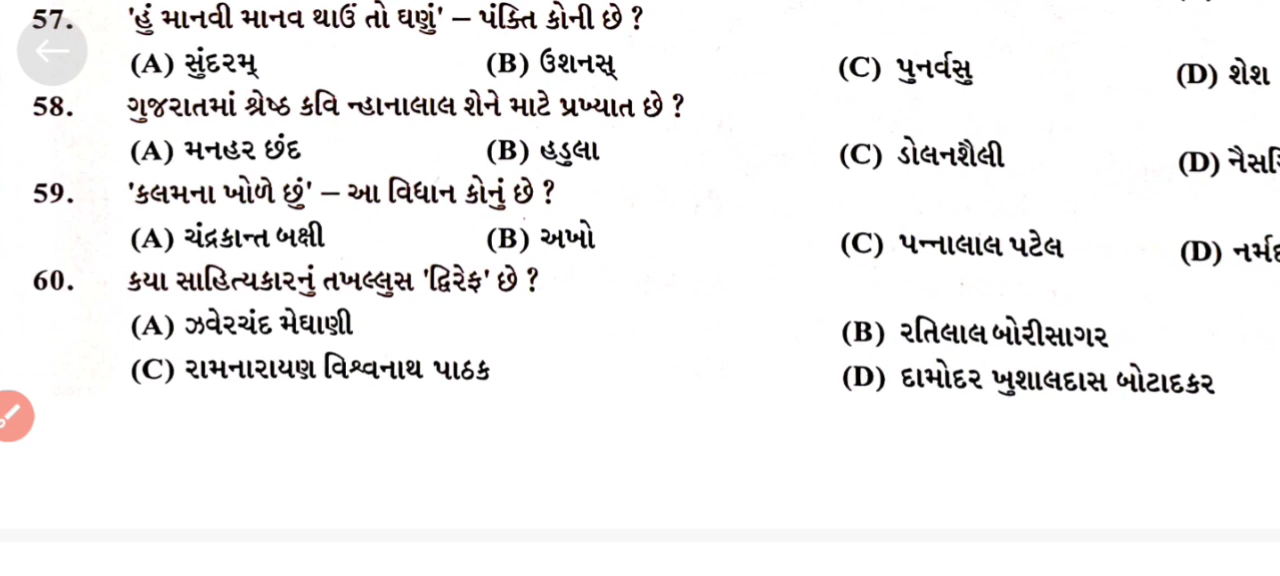 57. 'હું માનવી માનવ થાઉં તો ઘણું' – પંક્તિ કોની છે ?
(A) સુંદરમ્ (B) ઉશનસ્ (C) પુનર્વસુ (D) શેશ
58. ગુજરાતમાં શ્રેષ્ઠ કવિ ન્હાનાલાલ શેને માટે પ્રખ્યાત છે ?
(A) મનહર છંદ (B) હડુલા (C) ડોલનશૈલી (D)
59. 'કલમના ખોળે છું' – આ વિધાન કોનું છે ?
(A) ચંદ્રકાન્ત બક્ષી (B) અખો (C) પન્નાલાલ પટેલ (D)
60. કયા સાહિત્યકારનું તખલ્લુસ 'દ્વિરેફ' છે ?
(A) ઝવેરચંદ મેઘાણી (B) રતિલાલ બોરીસાગર
(C) રામનારાયણ વિશ્વનાથ પાઠક (D) દામોદર ખુશાલદાસ બોટાદકર